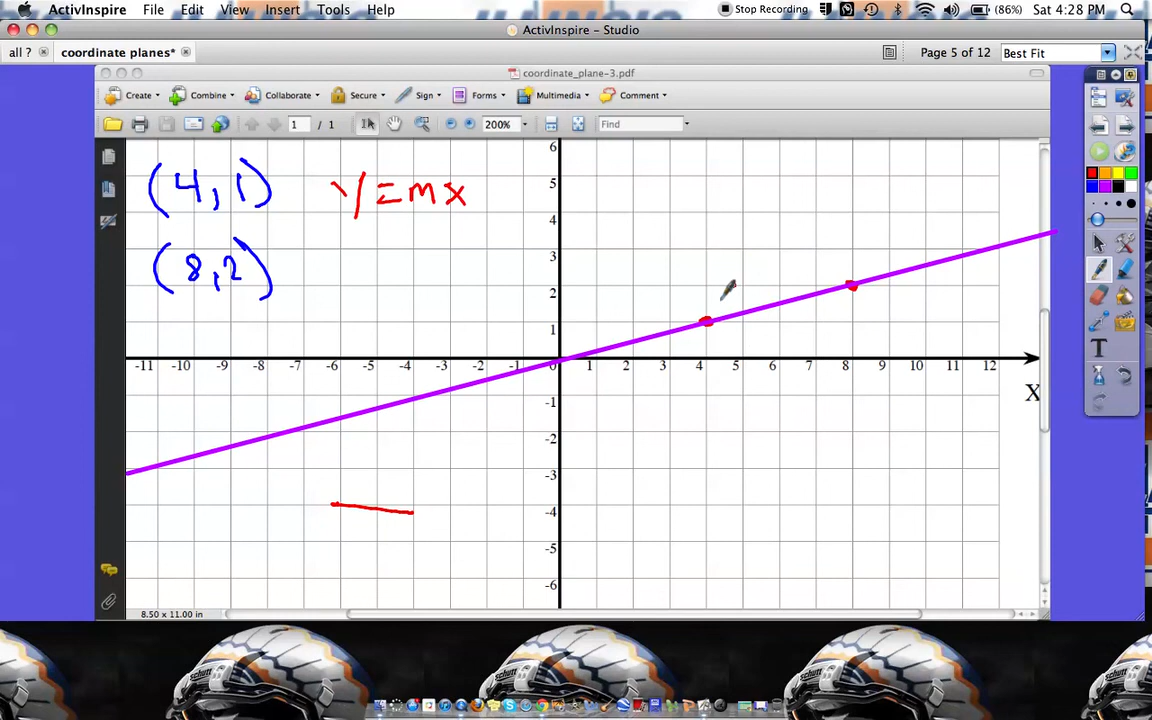 ActivInspire File Edit View Insert Tools Help Stop Recording (86%) Sat 4:28 PM
ActivInspire - Studio
all ? coordinate planes* Page 5 of 12 Best Fit
coordinate_plane-3.pdf
Create Combine Collaborate Secure Sign Forms Multimedia Comment
1 / 1 200% Find
(4,1) y=mx
(8,2)
6
5
4
3
2
1
-11 -10 -9 -8 -7 -6 -5 -4 -3 -2 -1 0 1 2 3 4 5 6 7 8 9 10 11 12
X
-1
-2
-3
-4
-5
-6
T
8.50 x 11.00 in
schutt schutt schutt schutt